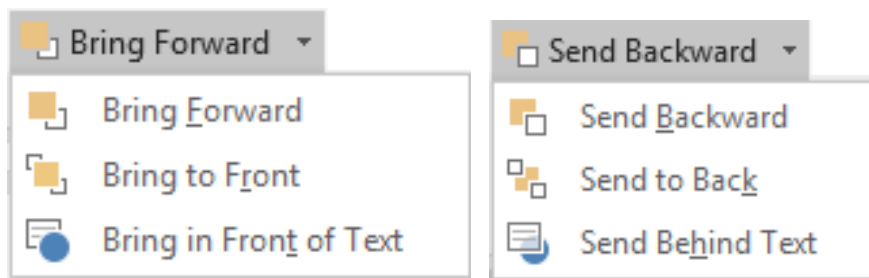 Bring Forward
Bring Forward
Bring to Front
Bring in Front of Text
Send Backward
Send Backward
Send to Back
Send Behind Text